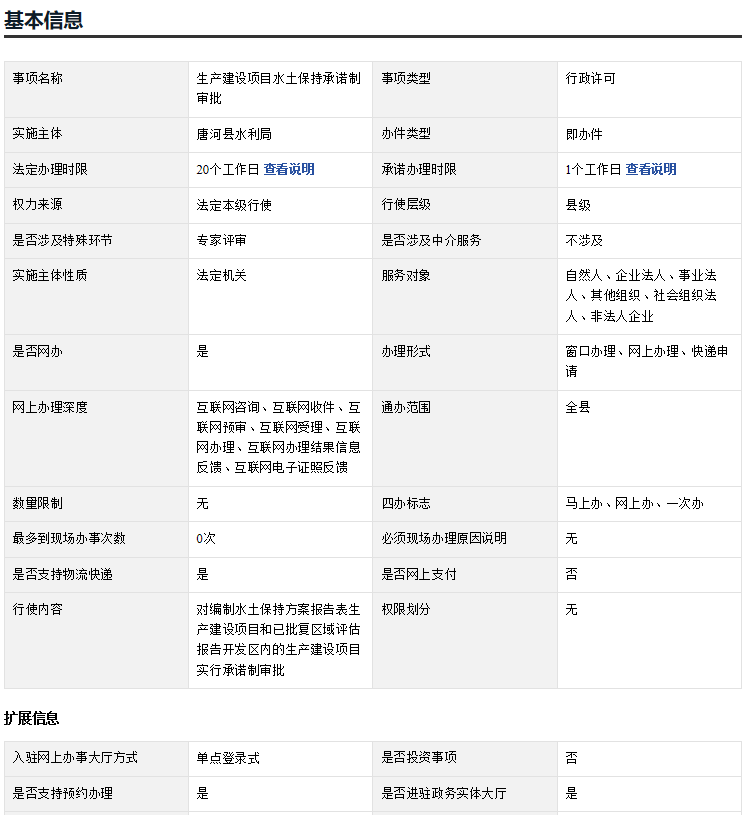 基本信息
事项名称
生产建设项目水土保持承诺制
审批
事项类型
行政许可
实施主体
唐河县水利局
办件类型
即办件
法定办理时限
20个工作日 查看说明
承诺办理时限
1个工作日 查看说明
权力来源
法定本级行使
行使层级
县级
是否涉及特殊环节
专家评审
是否涉及中介服务
不涉及
实施主体性质
法定机关
服务对象
自然人、企业法人、事业法
人、其他组织、社会组织法
人、非法人企业
是否网办
是
办理形式
窗口办理、网上办理、快递申
请
网上办理深度
互联网咨询、互联网收件、互
联网预审、互联网受理、互联
网办理、互联网办理结果信息
反馈、互联网电子证照反馈
通办范围
全县
数量限制
无
四办标志
马上办、网上办、一次办
最多到现场办事次数
0次
必须现场办理原因说明
无
是否支持物流快递
是
是否网上支付
否
行使内容
对编制水土保持方案报告表生
产建设项目和已批复区域评估
报告开发区内的生产建设项目
实行承诺制审批
权限划分
无
扩展信息
入驻网上办事大厅方式
单点登录式
是否投资事项
否
是否支持预约办理
是
是否进驻政务实体大厅
是